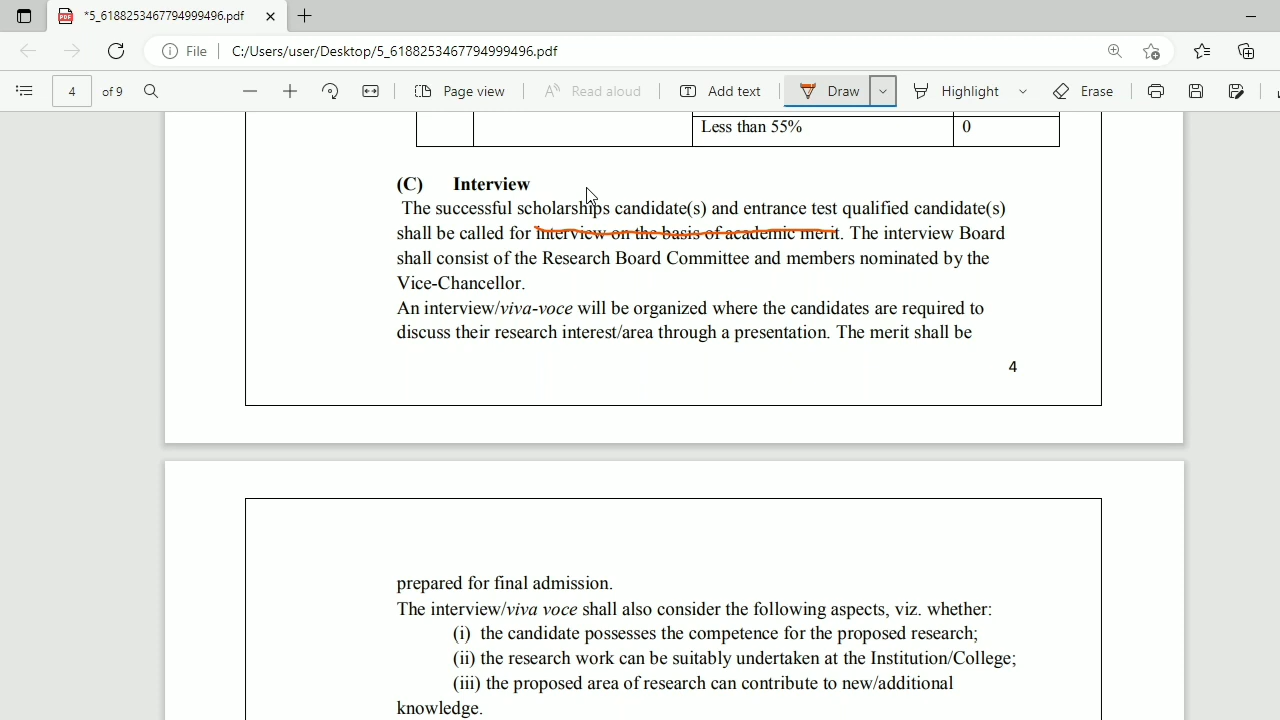 *5_6188253467794999496.pdf
File C:/Users/user/Desktop/5_6188253467794999496.pdf
4 of 9 Page view Read aloud Add text Draw Highlight Erase
Less than 55% 0
(C) Interview
The successful scholarships candidate(s) and entrance test qualified candidate(s)
shall be called for interview on the basis of academic merit. The interview Board
shall consist of the Research Board Committee and members nominated by the
Vice-Chancellor.
An interview/viva-voce will be organized where the candidates are required to
discuss their research interest/area through a presentation. The merit shall be
4
prepared for final admission.
The interview/viva voce shall also consider the following aspects, viz. whether:
(i) the candidate possesses the competence for the proposed research;
(ii) the research work can be suitably undertaken at the Institution/College;
(iii) the proposed area of research can contribute to new/additional
knowledge.